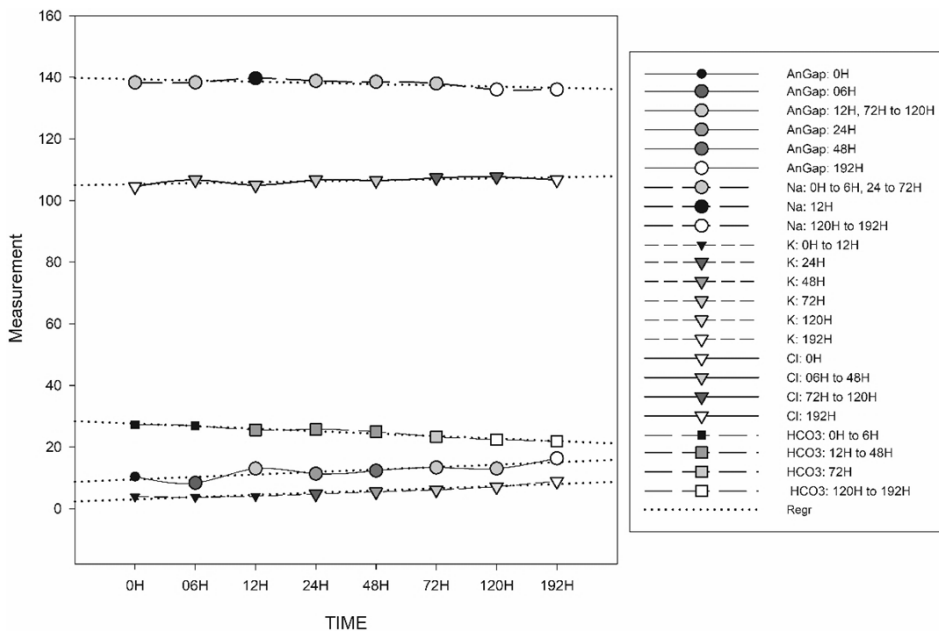 160
140
120
100
80
60
40
20
0
Measurement
0H 06H 12H 24H 48H 72H 120H 192H
TIME
AnGap: 0H
AnGap: 06H
AnGap: 12H, 72H to 120H
AnGap: 24H
AnGap: 48H
AnGap: 192H
Na: 0H to 6H, 24 to 72H
Na: 12H
Na: 120H to 192H
K: 0H to 12H
K: 24H
K: 48H
K: 72H
K: 120H
K: 192H
Cl: 0H
Cl: 06H to 48H
Cl: 72H to 120H
Cl: 192H
HCO3: 0H to 6H
HCO3: 12H to 48H
HCO3: 72H
HCO3: 120H to 192H
Regr